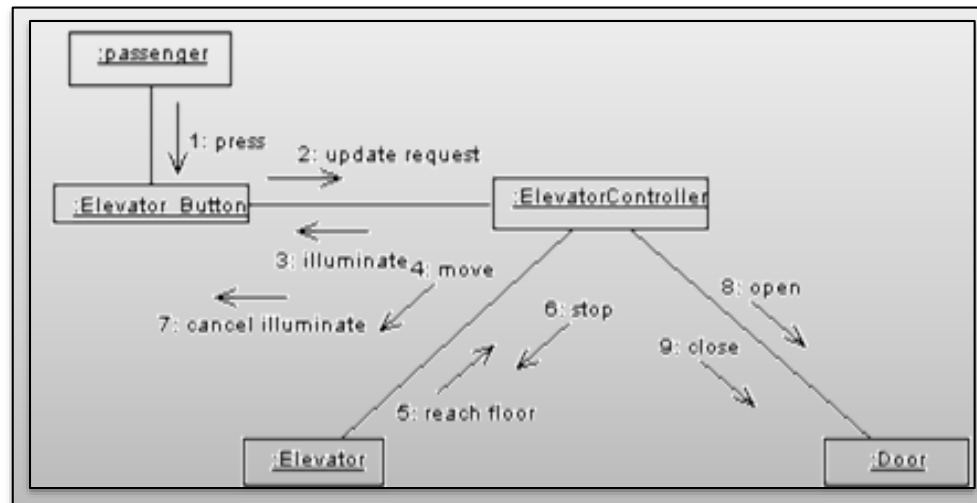 :passenger
1: press
2: update request
:Elevator Button
:ElevatorController
3: illuminate
4: move
8: open
7: cancel illuminate
6: stop
9: close
5: reach floor
:Elevator
:Door